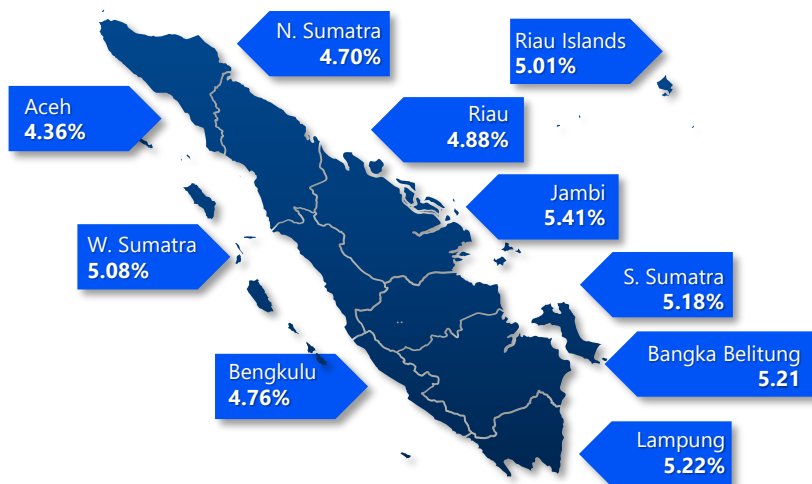 N. Sumatra
4.70%
Riau Islands
5.01%
Aceh
4.36%
Riau
4.88%
Jambi
5.41%
W. Sumatra
5.08%
S. Sumatra
5.18%
Bangka Belitung
5.21
Bengkulu
4.76%
Lampung
5.22%